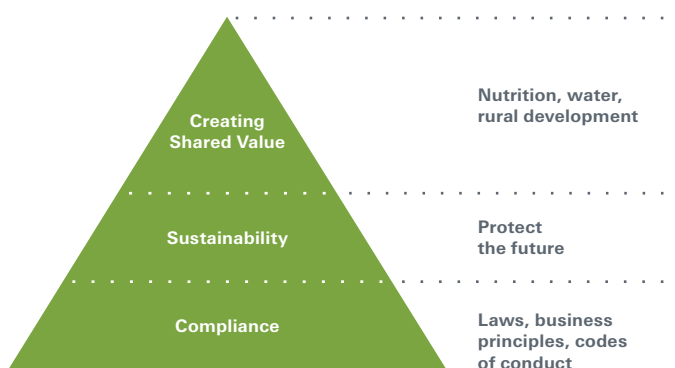 Creating
Shared Value
Nutrition, water,
rural development
Sustainability
Protect
the future
Compliance
Laws, business
principles, codes
of conduct